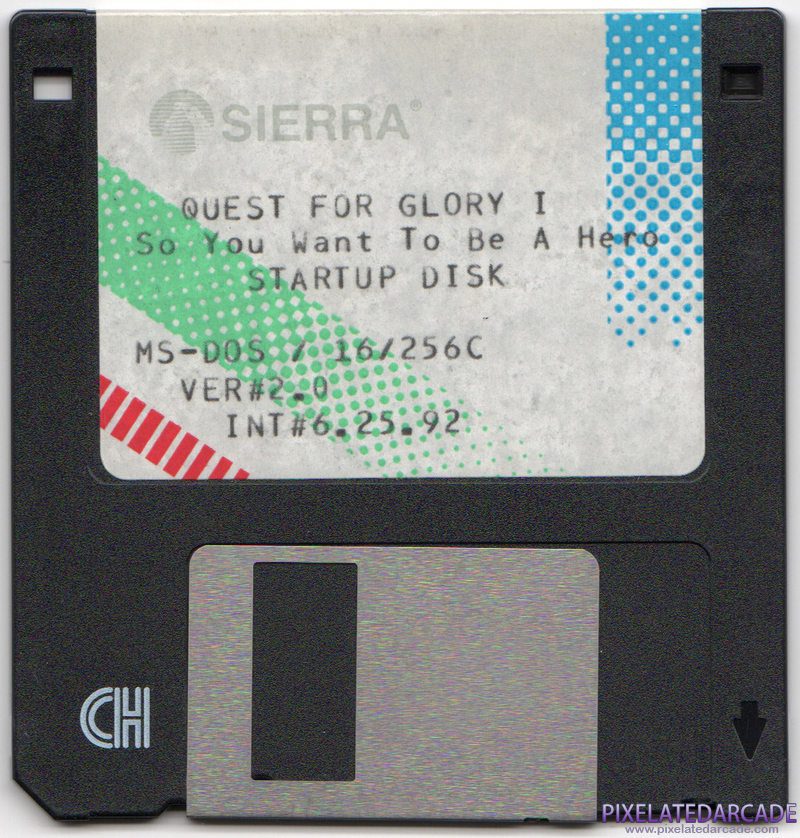 SIERRA®
QUEST FOR GLORY I
So You Want To Be A Hero
STARTUP DISK
MS-DOS / 16/256C
VER#2.0
INT#6.25.92
CH
PIXELATEDARCADE
www.pixelatedarcade.com